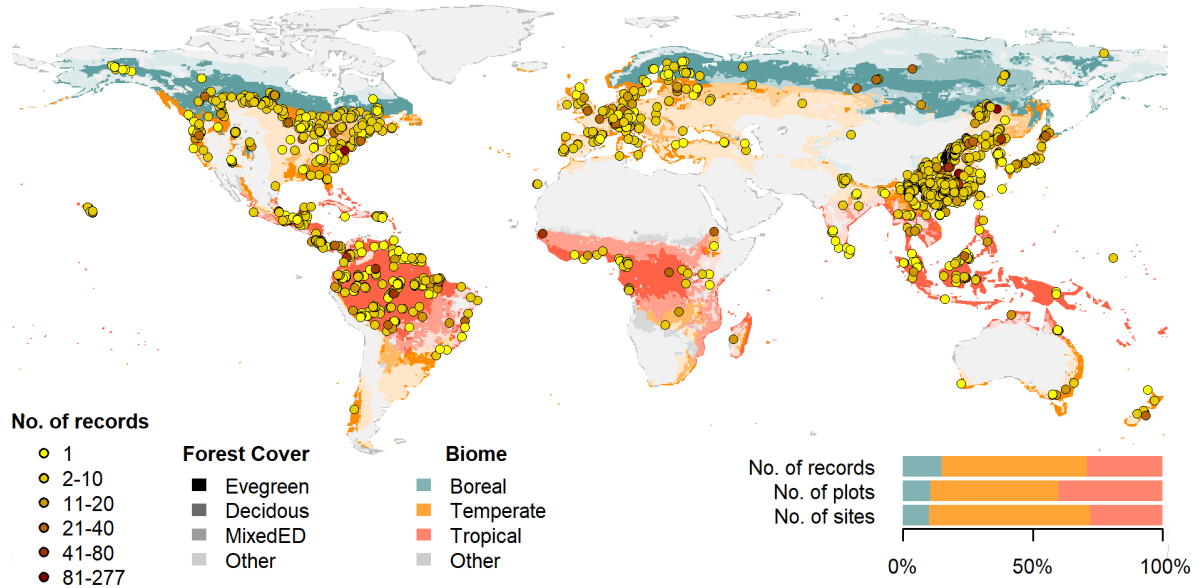 No. of records
1
2-10
11-20
21-40
41-80
81-277
Forest Cover
Evegreen
Decidous
MixedED
Other
Biome
Boreal
Temperate
Tropical
Other
No. of records
No. of plots
No. of sites
0% 50% 100%